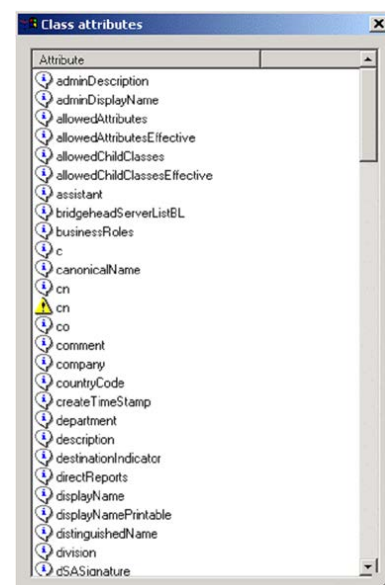 Class attributes
Attribute
adminDescription
adminDisplayName
allowedAttributes
allowedAttributesEffective
allowedChildClasses
allowedChildClassesEffective
assistant
bridgeheadServerListBL
businessRoles
c
canonicalName
cn
cn
co
comment
company
countryCode
createTimeStamp
department
description
destinationIndicator
directReports
displayName
displayNamePrintable
distinguishedName
division
dSASignature